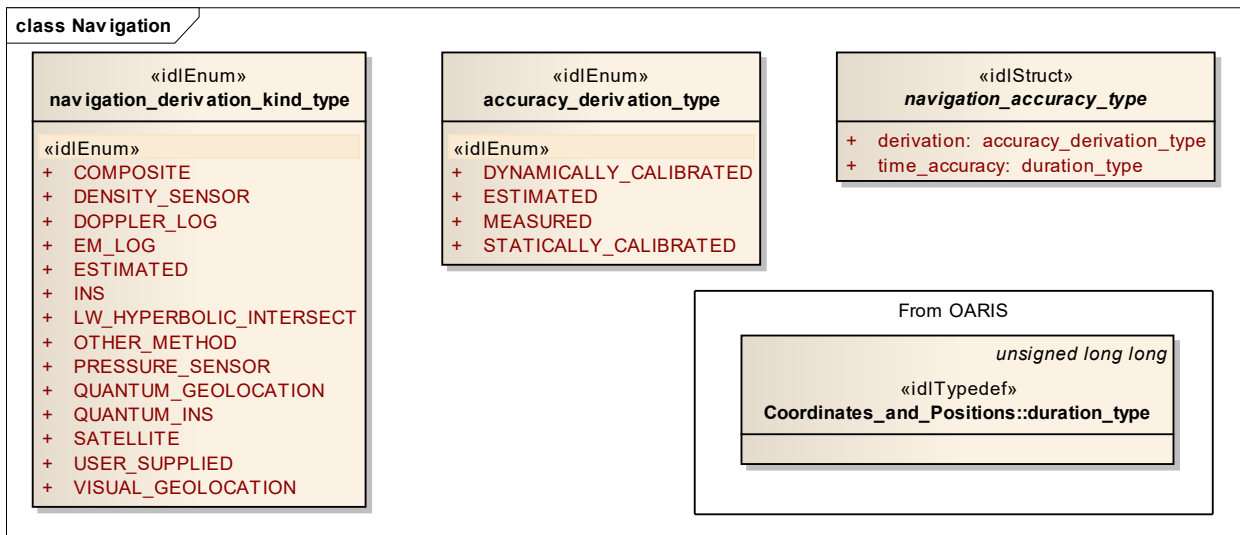 class Navigation
«idlEnum»
navigation_derivation_kind_type
«idlEnum»
+ COMPOSITE
+ DENSITY_SENSOR
+ DOPPLER_LOG
+ EM_LOG
+ ESTIMATED
+ INS
+ LW_HYPERBOLIC_INTERSECT
+ OTHER_METHOD
+ PRESSURE_SENSOR
+ QUANTUM_GEOLOCATION
+ QUANTUM_INS
+ SATELLITE
+ USER_SUPPLIED
+ VISUAL_GEOLOCATION
«idlEnum»
accuracy_derivation_type
«idlEnum»
+ DYNAMICALLY_CALIBRATED
+ ESTIMATED
+ MEASURED
+ STATICALLY_CALIBRATED
«idlStruct»
navigation_accuracy_type
+ derivation: accuracy_derivation_type
+ time_accuracy: duration_type
From OARIS
unsigned long long
«idlTypedef»
Coordinates_and_Positions::duration_type